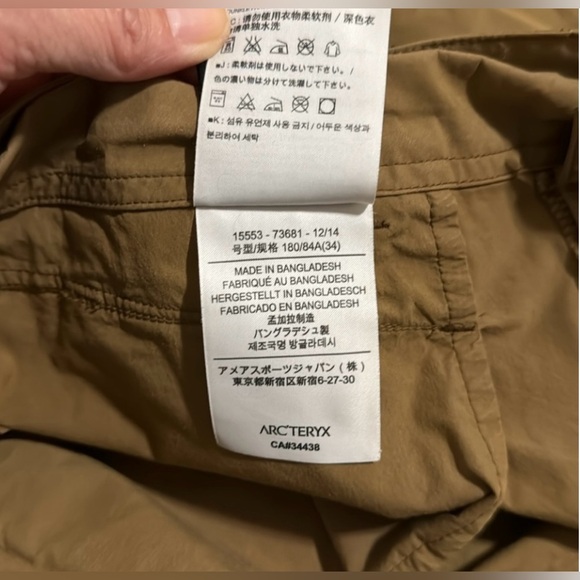 ■C: 请勿使用衣物柔软剂 / 深色衣
物请单独水洗
■J: 柔軟剤は使用しないで下さい。/
色の濃い物は分けて洗濯して下さい。
■K: 섬유 유연제 사용 금지 / 어두운 색상과
분리하여 세탁
15553 - 73681 - 12/14
号型/规格 180/84A(34)
MADE IN BANGLADESH
FABRIQUÉ AU BANGLADESH
HERGESTELLT IN BANGLADESCH
FABRICADO EN BANGLADESH
孟加拉制造
バングラデシュ製
제조국명 방글라데시
アメアスポーツジャパン (株)
東京都新宿区新宿6-27-30
ARC'TERYX
CA#34438